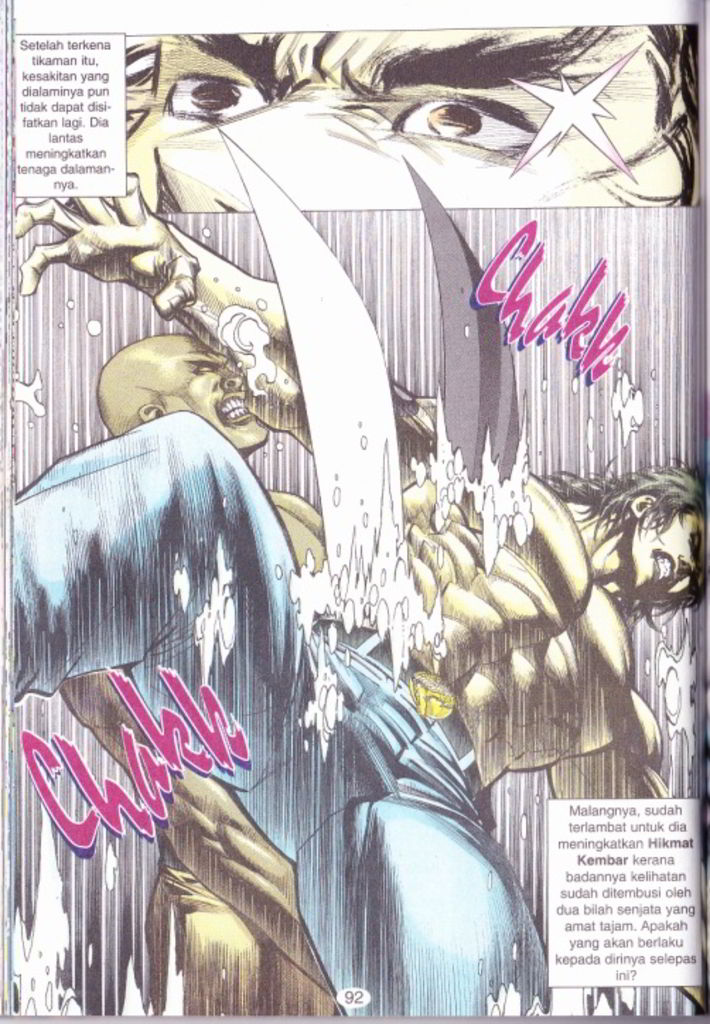 Setelah terkena
tikaman itu,
kesakitan yang
dialaminya pun
tidak dapat disi-
fatkan lagi. Dia
lantas
meningkatkan
tenaga dalaman-
nya.
Chakk
Chakk
Malangnya, sudah
terlambat untuk dia
meningkatkan Hikmat
Kembar kerana
badannya kelihatan
sudah ditembusi oleh
dua bilah senjata yang
amat tajam. Apakah
yang akan berlaku
kepada dirinya selepas
ini?
92